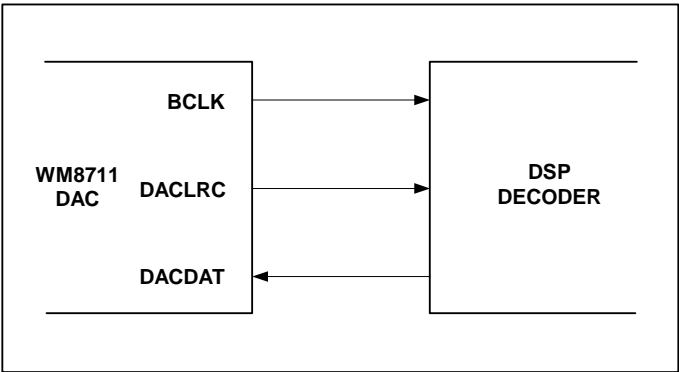 BCLK
WM8711
DAC
DACLRC
DACDAT
DSP
DECODER